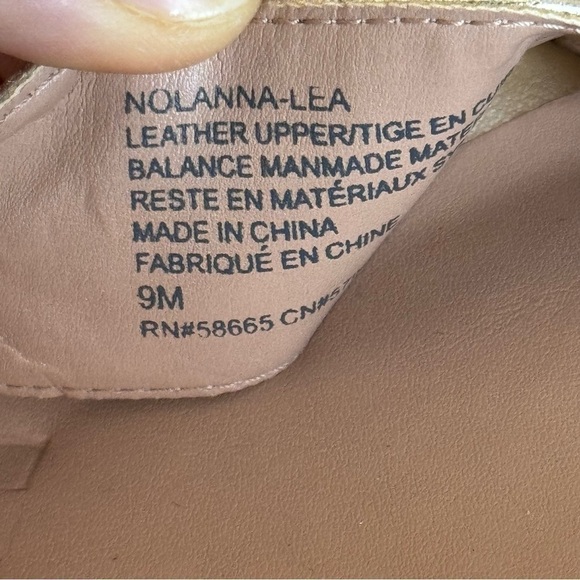 NOLANNA-LEA
LEATHER UPPER/TIGE EN
BALANCE MANMADE
RESTE EN MATÉRIAUX
MADE IN CHINA
FABRIQUÉ EN CHINE
9M
RN#58665